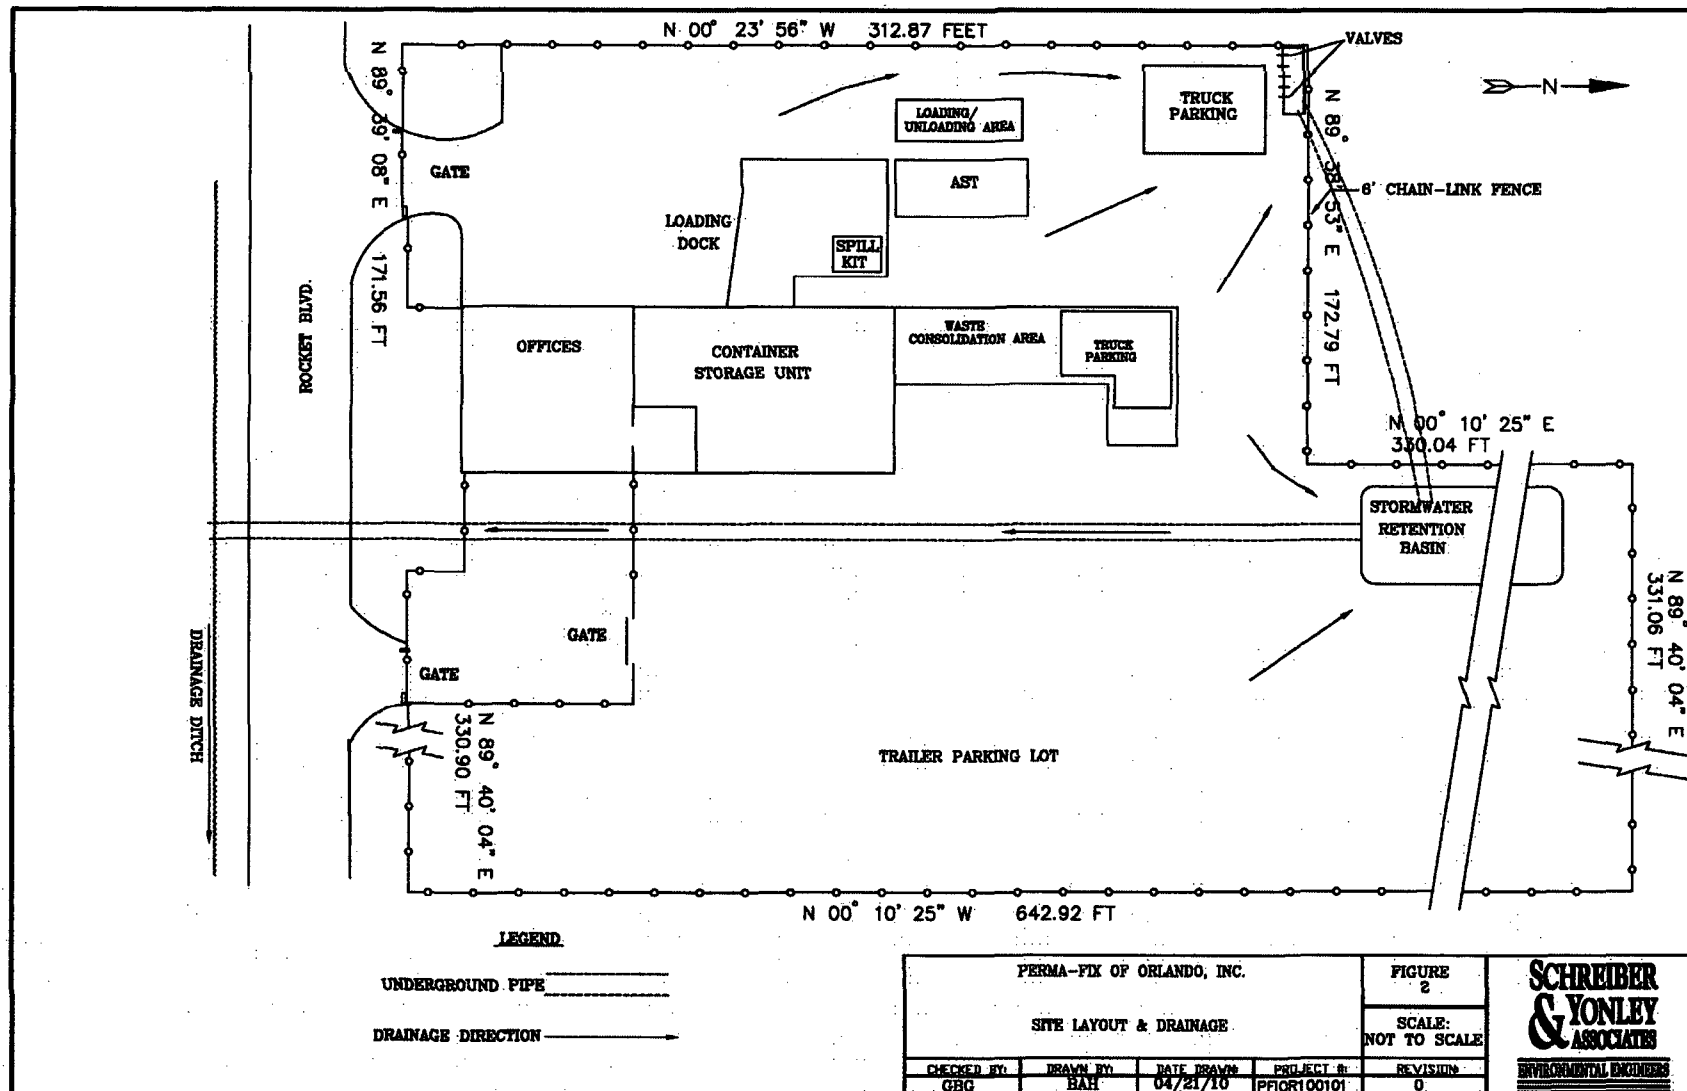 N 00° 23' 56" W 312.87 FEET
VALVES
N
N 89° 39' 08" E 171.56 FT
GATE
LOADING/
UNLOADING AREA
TRUCK
PARKING
AST
N 89° 38' 53" E 172.79 FT
6' CHAIN-LINK FENCE
LOADING
DOCK
SPILL
KIT
ROCKET BLVD.
OFFICES
CONTAINER
STORAGE UNIT
WASTE
CONSOLIDATION AREA
TRUCK
PARKING
N 00° 10' 25" E
330.04 FT
STORMWATER
RETENTION
BASIN
N 89° 40' 04" E
331.06 FT
DRAINAGE DITCH
GATE
GATE
N 89° 40' 04" E
330.90 FT
TRAILER PARKING LOT
N 00° 10' 25" W 642.92 FT
LEGEND
UNDERGROUND PIPE
DRAINAGE DIRECTION
PERMA-FIX OF ORLANDO, INC.
SITE LAYOUT & DRAINAGE
FIGURE
2
SCALE:
NOT TO SCALE
CHECKED BY: DRAWN BY: DATE DRAWN: PROJECT #: REVISION:
GBG BAH 04/21/10 PFIOR100101 0
SCHREIBER
& YONLEY
ASSOCIATES
ENVIRONMENTAL ENGINEERS